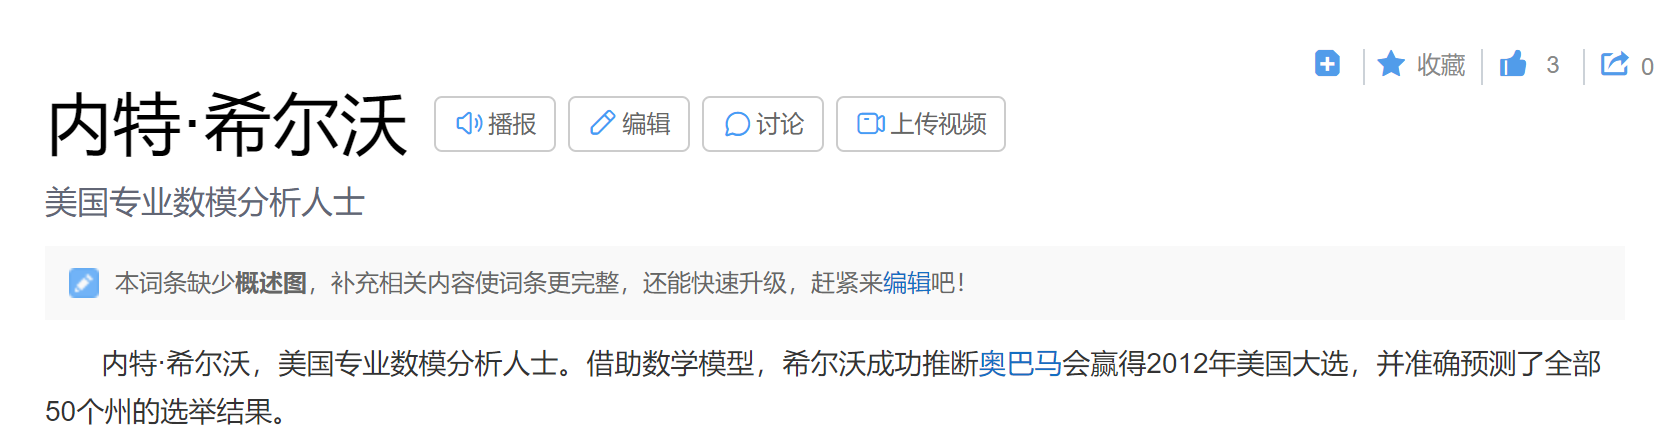 收藏 3 0
内特·希尔沃 播报 编辑 讨论 上传视频
美国专业数模分析人士
本词条缺少概述图，补充相关内容使词条更完整，还能快速升级，赶紧来编辑吧！
内特·希尔沃，美国专业数模分析人士。借助数学模型，希尔沃成功推断奥巴马会赢得2012年美国大选，并准确预测了全部
50个州的选举结果。